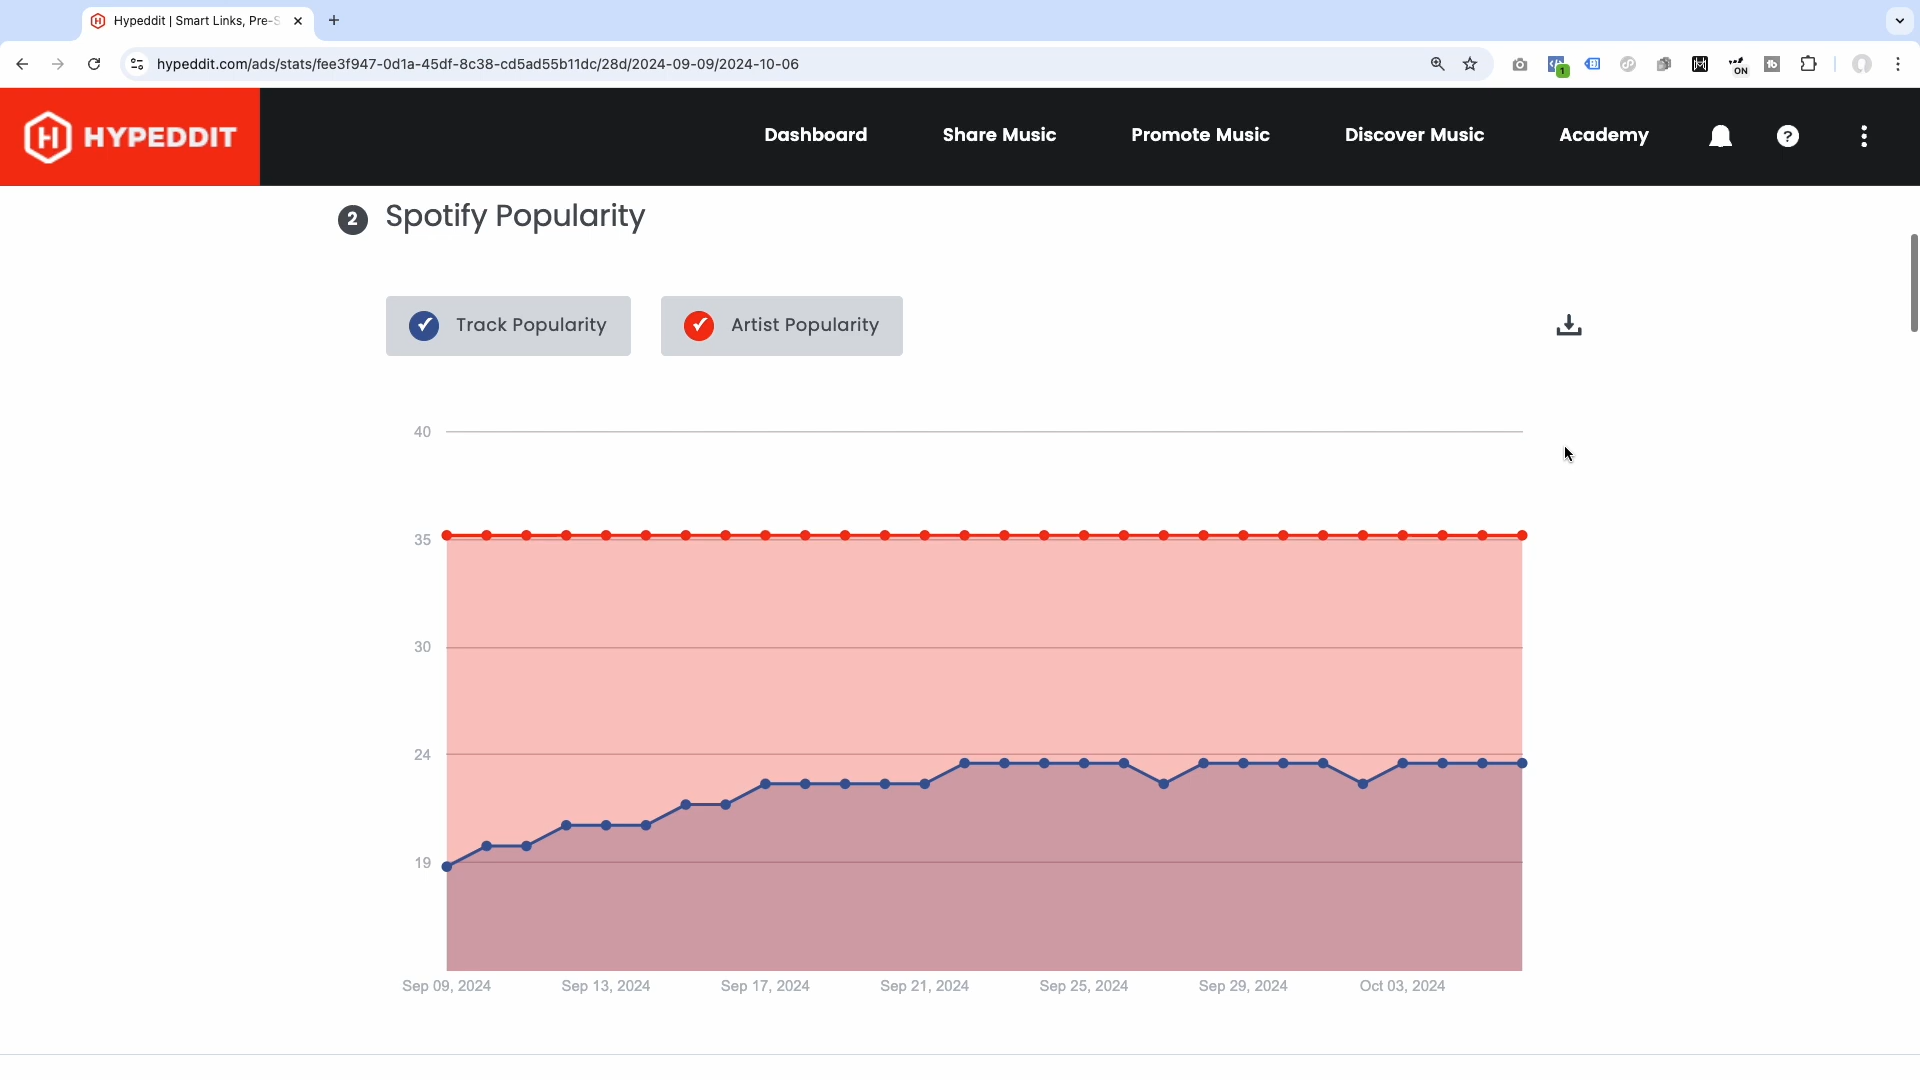 Hypeddit | Smart Links, Pre-S
hypeddit.com/ads/stats/fee3f947-0d1a-45df-8c38-cd5ad55b11dc/28d/2024-09-09/2024-10-06
1
ON
HYPEDDIT
Dashboard
Share Music
Promote Music
Discover Music
Academy
?
2
Spotify Popularity
Track Popularity
Artist Popularity
40
35
30
24
19
Sep 09, 2024
Sep 13, 2024
Sep 17, 2024
Sep 21, 2024
Sep 25, 2024
Sep 29, 2024
Oct 03, 2024